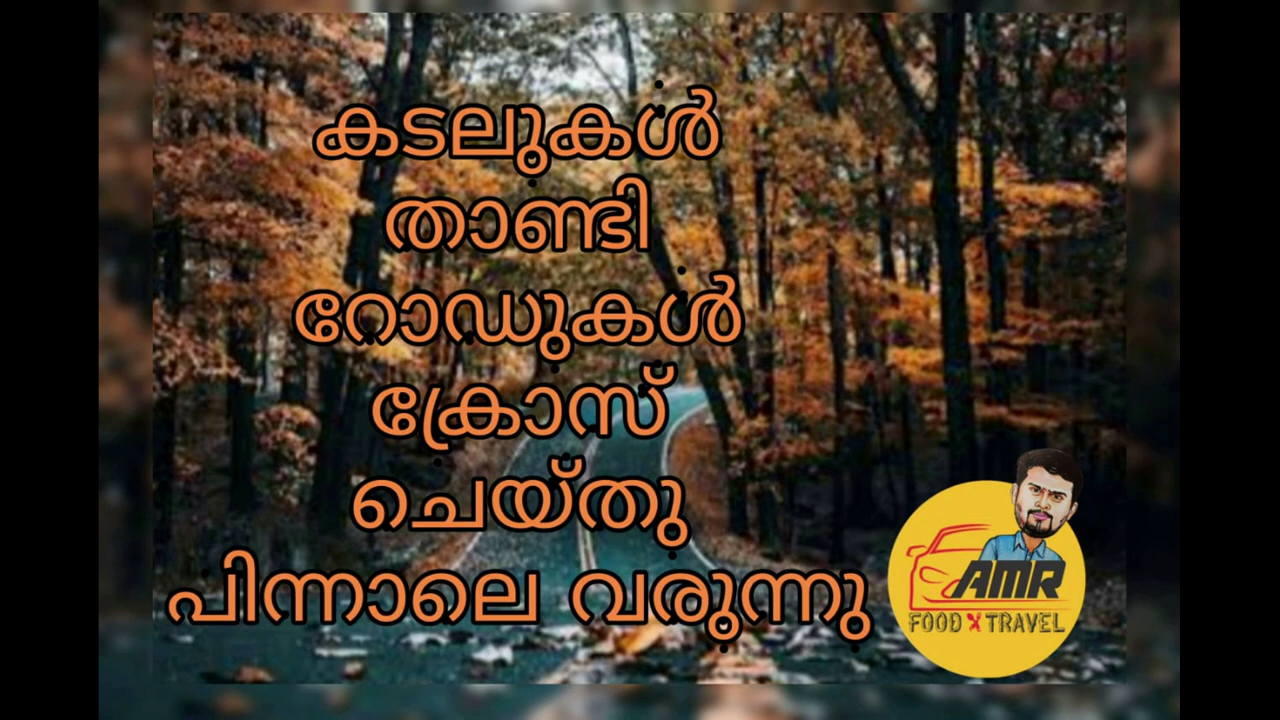 കടലുകൾ
താണ്ടി
റോഡുകൾ
ക്രോസ്
ചെയ്തു
പിന്നാലെ വരുന്നു
AMR
FOOD X TRAVEL